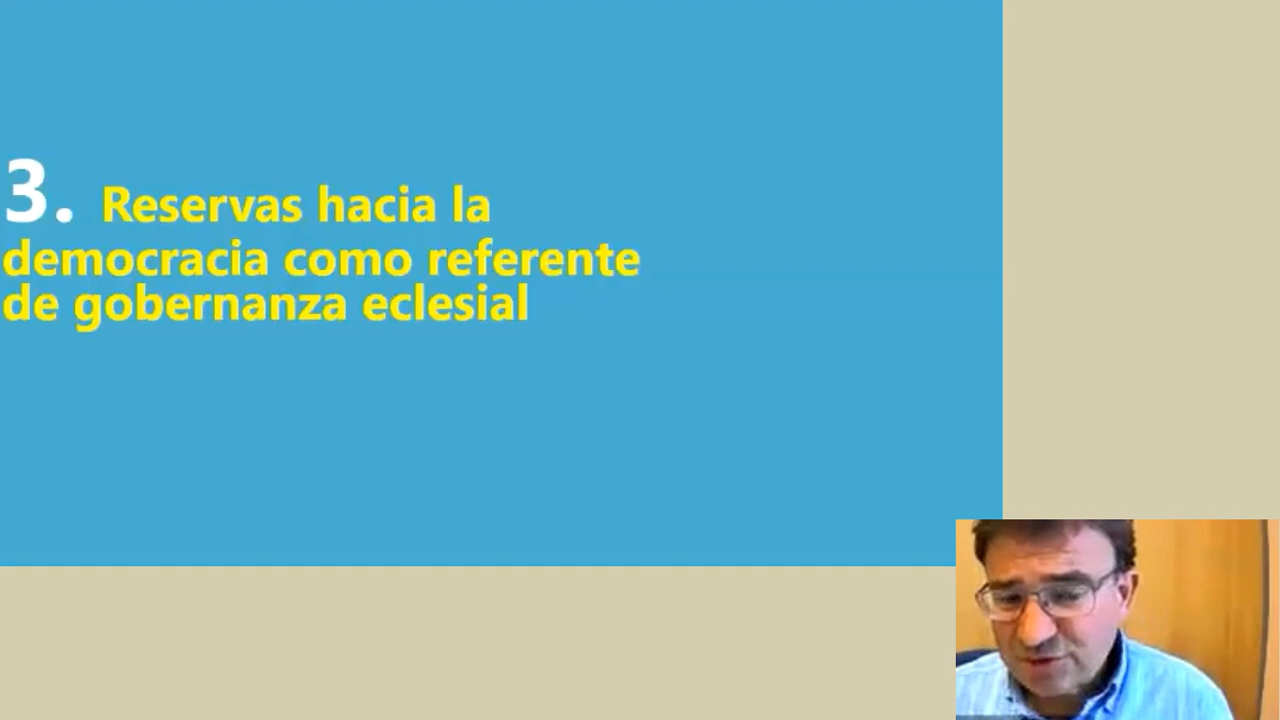 3. Reservas hacia la
democracia como referente
de gobernanza eclesial